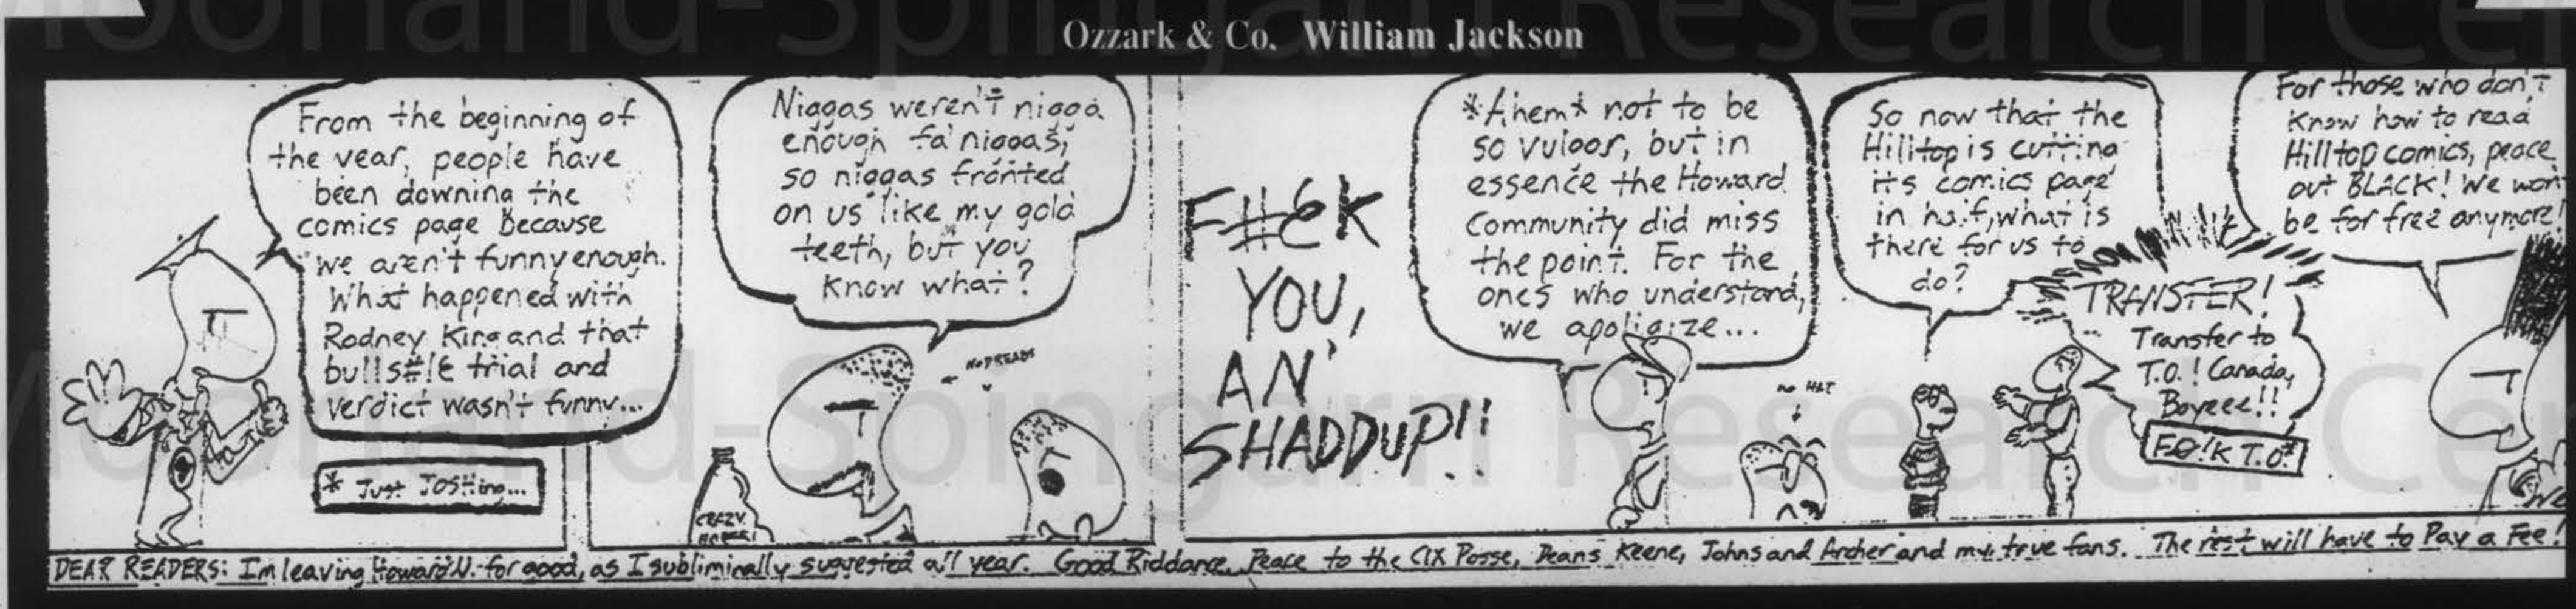 Ozzark & Co. William Jackson
From the beginning of
the year, people have
been downing the
comics page because
we aren't funny enough.
What happened with
Rodney King and that
bulls#!& trial and
verdict wasn't funny...
* Just JOSHing...
Niggas weren't nigga
enough fa' niggas,
so niggas fronted
on us like my gold
teeth, but you
know what?
NO DREADS
CRAZY
F#@K
YOU,
AN'
SHADDUP!!
*Ahem* not to be
so vulgar, but in
essence the Howard
community did miss
the point. For the
ones who understand,
we apoligize...
no HAT
So now that the
Hilltop is cutting
its comics page
in half, what is
there for us to
do?
TRANSFER!
Transfer to
T.O.! Canada,
Boyeee!!
F@!K T.O.*
For those who don't
know how to read
Hilltop comics, peace
out BLACK! We won't
be for free anymore!
DEAR READERS: I'm leaving Howard U. for good, as I subliminally suggested all year. Good Riddance. Peace to the CIX Posse, Deans Keene, Johns and Archer and my true fans. The rest will have to Pay a Fee!